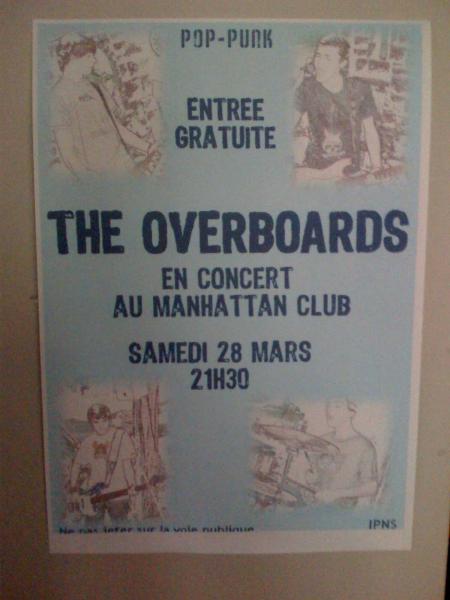 POP-PUNK
ENTREE
GRATUITE
THE OVERBOARDS
EN CONCERT
AU MANHATTAN CLUB
SAMEDI 28 MARS
21H30
Ne pas jeter sur la voie publique
IPNS